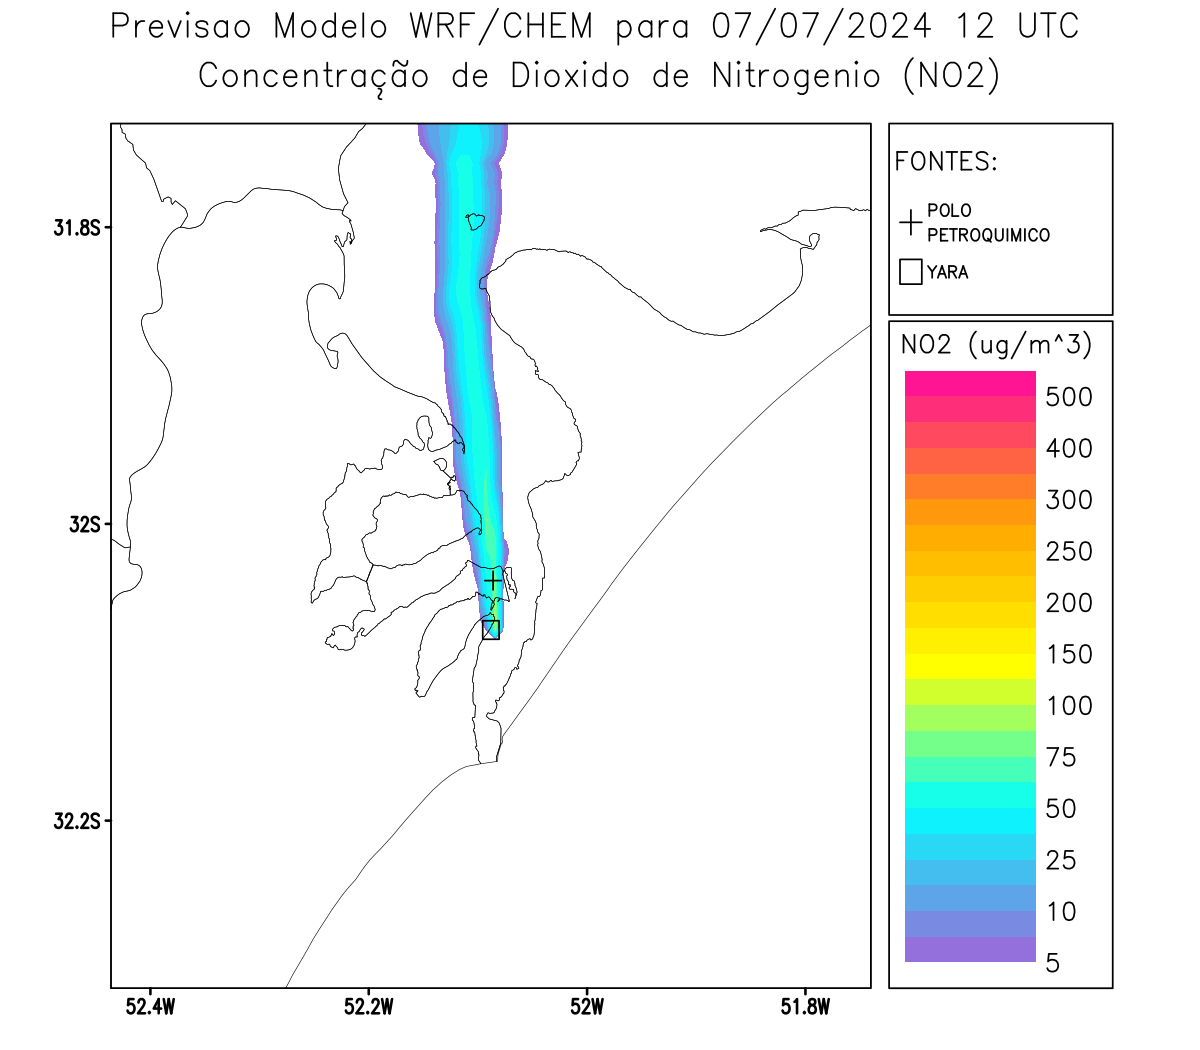 Previsao Modelo WRF/CHEM para 07/07/2024 12 UTC
Concentração de Dioxido de Nitrogenio (NO2)
FONTES:
POLO
PETROQUIMICO
YARA
NO2 (ug/m^3)
500
400
300
250
200
150
100
75
50
25
10
5
31.8S
32S
32.2S
52.4W
52.2W
52W
51.8W